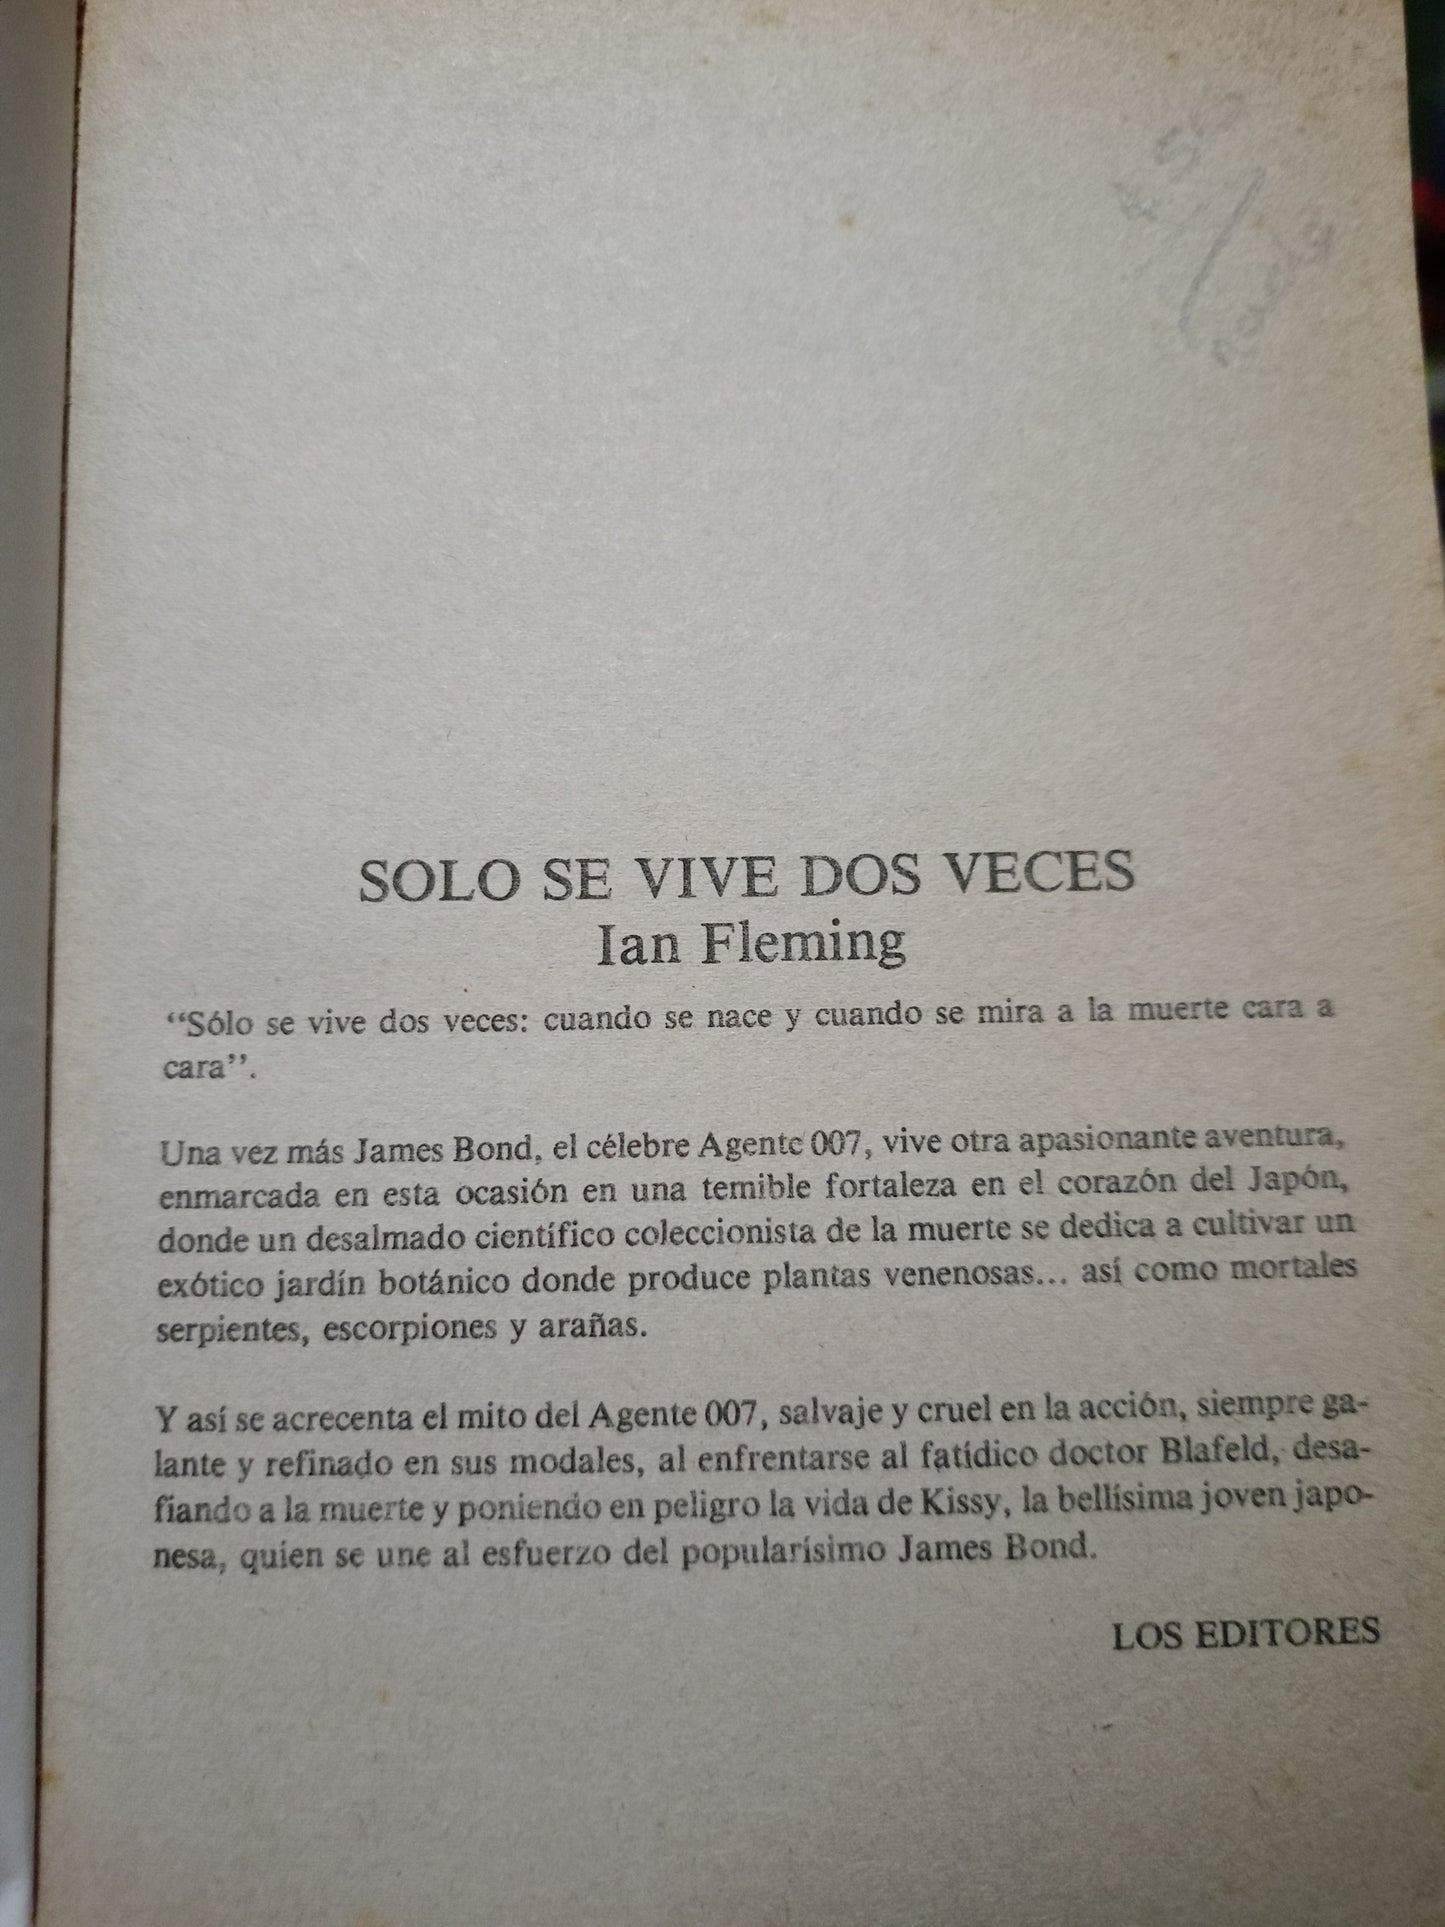 SOLO SE VIVE DOS VECES
Ian Fleming
“Sólo se vive dos veces: cuando se nace y cuando se mira a la muerte cara a
cara”.
Una vez más James Bond, el célebre Agente 007, vive otra apasionante aventura,
enmarcada en esta ocasión en una temible fortaleza en el corazón del Japón,
donde un desalmado científico coleccionista de la muerte se dedica a cultivar un
exótico jardín botánico donde produce plantas venenosas... así como mortales
serpientes, escorpiones y arañas.
Y así se acrecenta el mito del Agente 007, salvaje y cruel en la acción, siempre ga-
lante y refinado en sus modales, al enfrentarse al fatídico doctor Blafeld, desa-
fiando a la muerte y poniendo en peligro la vida de Kissy, la bellísima joven japo-
nesa, quien se une al esfuerzo del popularísimo James Bond.
LOS EDITORES